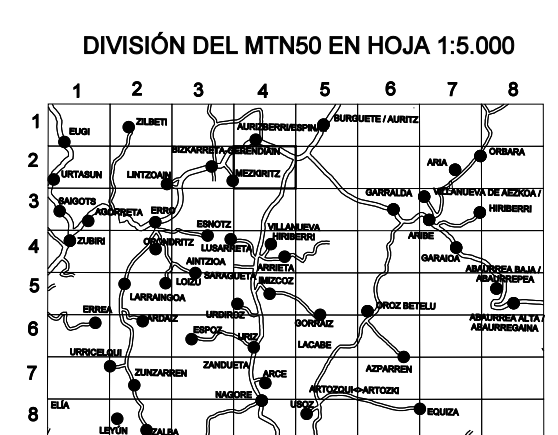 DIVISIÓN DEL MTN50 EN HOJA 1:5.000
1 2 3 4 5 6 7 8
1
EUGI
ZILBETI
AURIZBERRI/ESPINAL
BURGUETE / AURITZ
2
URTASUN
LINTZOAIN
BIZKARRETA-GERENDIAIN
MEZKIRITZ
ARIA
ORBARA
3
SAIGOTS
AGORRETA
ERRO
ESNOTZ
GARRALDA
VILLANUEVA DE AEZKOA /
HIRIBERRI
ARIBE
4
ZUBIRI
ORONDRITZ
LUSARRETA
VILLANUEVA
HIRIBERRI
ARRIETA
GARAIOA
AINTZIOA
LOIZU
SARAGUETA
5
LARRAINGOA
IMIZCOZ
URDIROZ
GORRAIZ
OROZ BETELU
ABAURREA BAJA /
ABAURREPEA
ABAURREA ALTA /
ABAURREGAINA
6
ERREA
ARDAIZ
ESPOZ
URIZ
LACABE
7
URRICELQUI
ZUNZARREN
ZANDUETA
ARCE
AZPARREN
NAGORE
ARTOZQUI<>ARTOZKI
8
ELÍA
LEYÚN
ZALBA
USOZ
EQUIZA